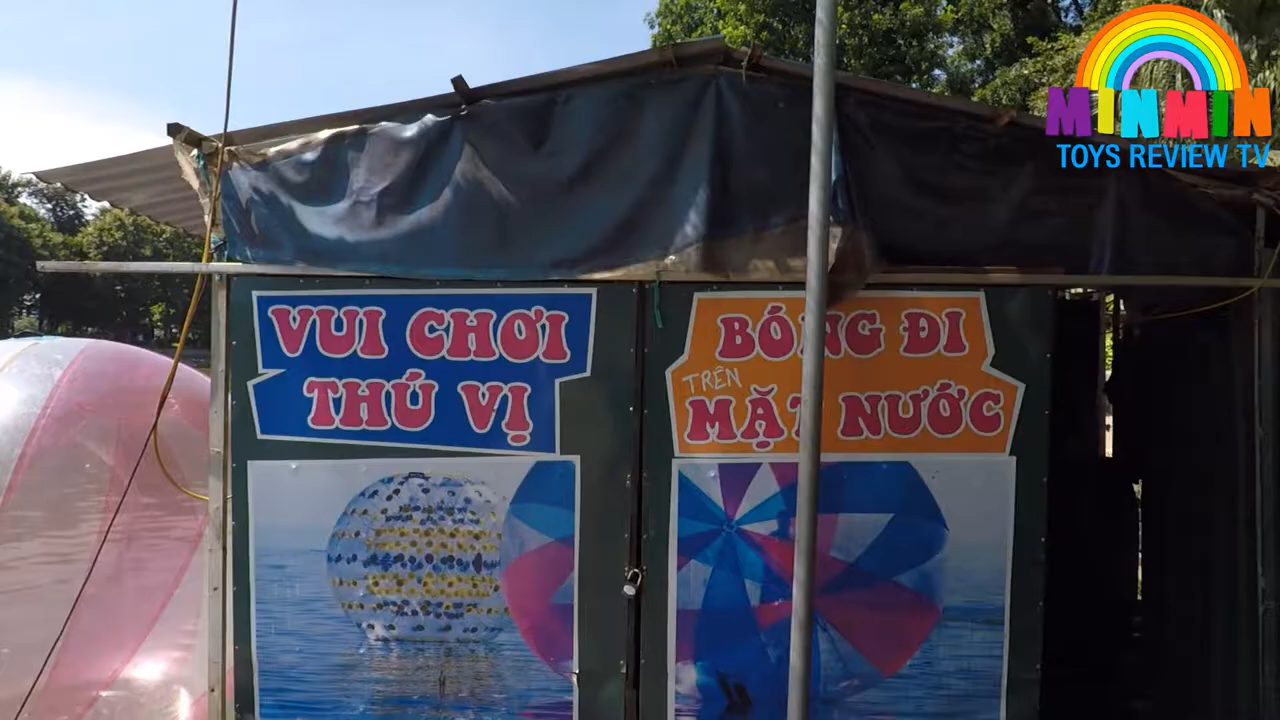 MINMIN
TOYS REVIEW TV
VUI CHƠI
THÚ VỊ
BÓNG ĐI
TRÊN
MẶT NƯỚC